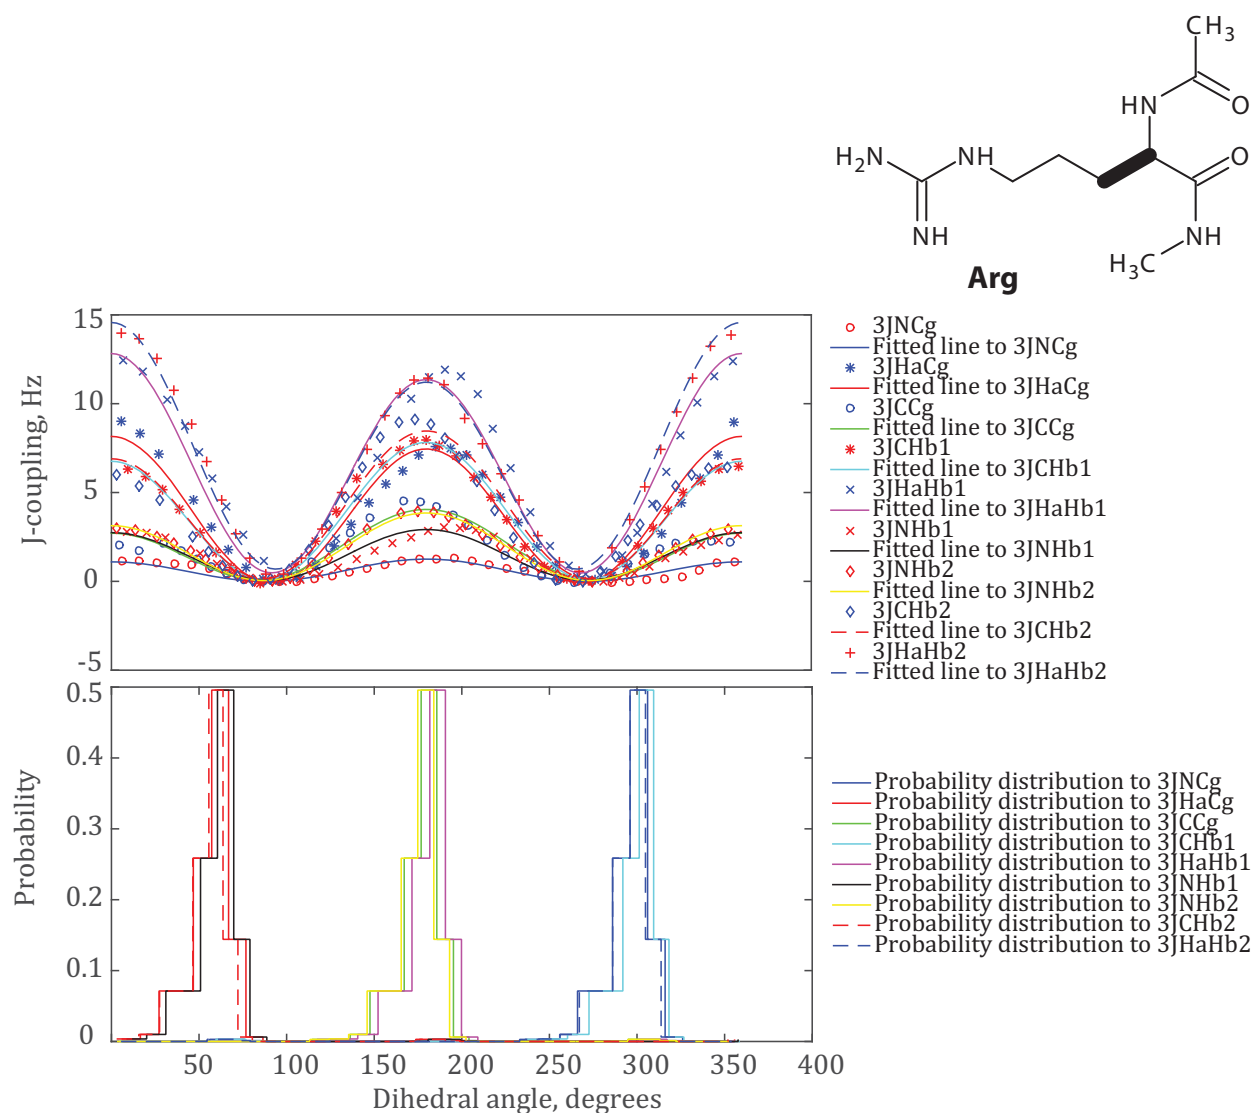 CH3
HN
O
H2N
NH
O
NH
NH
H3C
Arg
15
10
5
0
-5
J-coupling, Hz
3JNCg
Fitted line to 3JNCg
3JHaCg
Fitted line to 3JHaCg
3JCCg
Fitted line to 3JCCg
3JCHb1
Fitted line to 3JCHb1
3JHaHb1
Fitted line to 3JHaHb1
3JNHb1
Fitted line to 3JNHb1
3JNHb2
Fitted line to 3JNHb2
3JCHb2
Fitted line to 3JCHb2
3JHaHb2
Fitted line to 3JHaHb2
0.5
0.4
0.3
0.2
0.1
0
Probability
50
100
150
200
250
300
350
400
Dihedral angle, degrees
Probability distribution to 3JNCg
Probability distribution to 3JHaCg
Probability distribution to 3JCCg
Probability distribution to 3JCHb1
Probability distribution to 3JHaHb1
Probability distribution to 3JNHb1
Probability distribution to 3JNHb2
Probability distribution to 3JCHb2
Probability distribution to 3JHaHb2